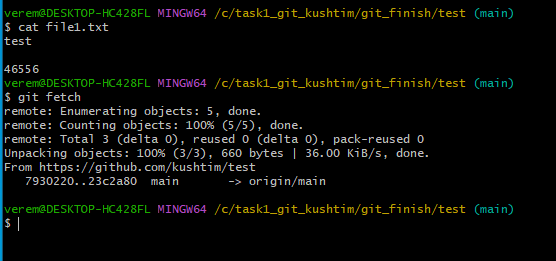 verem@DESKTOP-HC428FL MINGW64 /c/task1_git_kushtim/git_finish/test (main)
$ cat file1.txt
test

46556
verem@DESKTOP-HC428FL MINGW64 /c/task1_git_kushtim/git_finish/test (main)
$ git fetch
remote: Enumerating objects: 5, done.
remote: Counting objects: 100% (5/5), done.
remote: Total 3 (delta 0), reused 0 (delta 0), pack-reused 0
Unpacking objects: 100% (3/3), 660 bytes | 36.00 KiB/s, done.
From https://github.com/kushtim/test
   7930220..23c2a80  main       -> origin/main

verem@DESKTOP-HC428FL MINGW64 /c/task1_git_kushtim/git_finish/test (main)
$